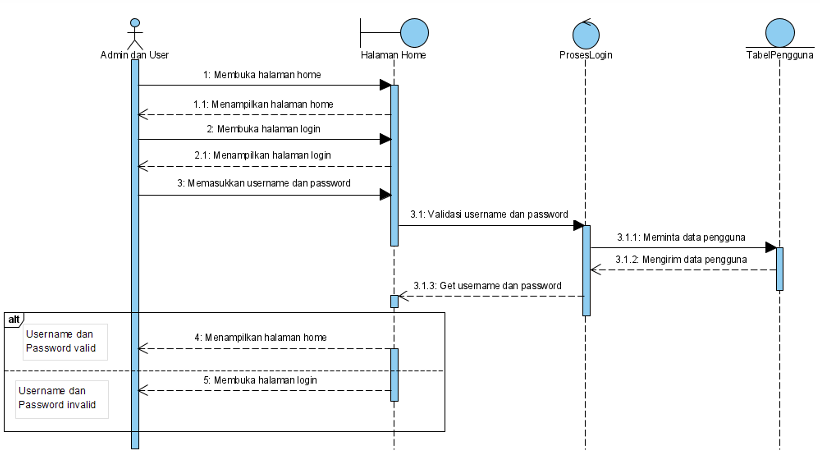 Admin dan User
Halaman Home
ProsesLogin
TabelPengguna
1: Membuka halaman home
1.1: Menampilkan halaman home
2: Membuka halaman login
2.1: Menampilkan halaman login
3: Memasukkan username dan password
3.1: Validasi username dan password
3.1.1: Meminta data pengguna
3.1.2: Mengirim data pengguna
3.1.3: Get username dan password
alt
Username dan
Password valid
4: Menampilkan halaman home
5: Membuka halaman login
Username dan
Password invalid